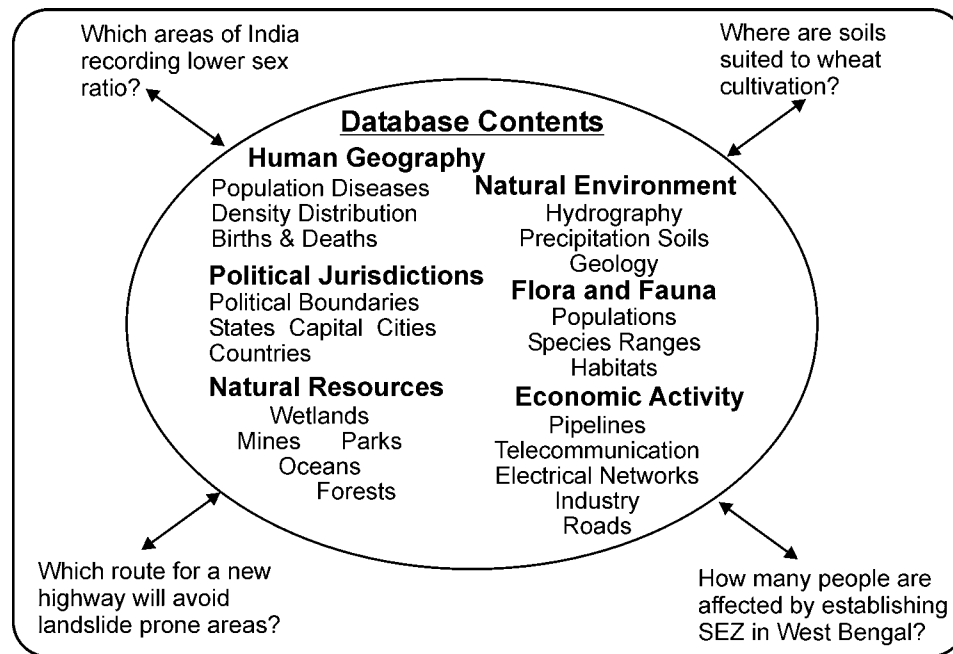 Which areas of India
recording lower sex
ratio?
Where are soils
suited to wheat
cultivation?
Database Contents
Human Geography
Population Diseases
Density Distribution
Births & Deaths
Political Jurisdictions
Political Boundaries
States Capital Cities
Countries
Natural Resources
Wetlands
Mines Parks
Oceans
Forests
Natural Environment
Hydrography
Precipitation Soils
Geology
Flora and Fauna
Populations
Species Ranges
Habitats
Economic Activity
Pipelines
Telecommunication
Electrical Networks
Industry
Roads
Which route for a new
highway will avoid
landslide prone areas?
How many people are
affected by establishing
SEZ in West Bengal?